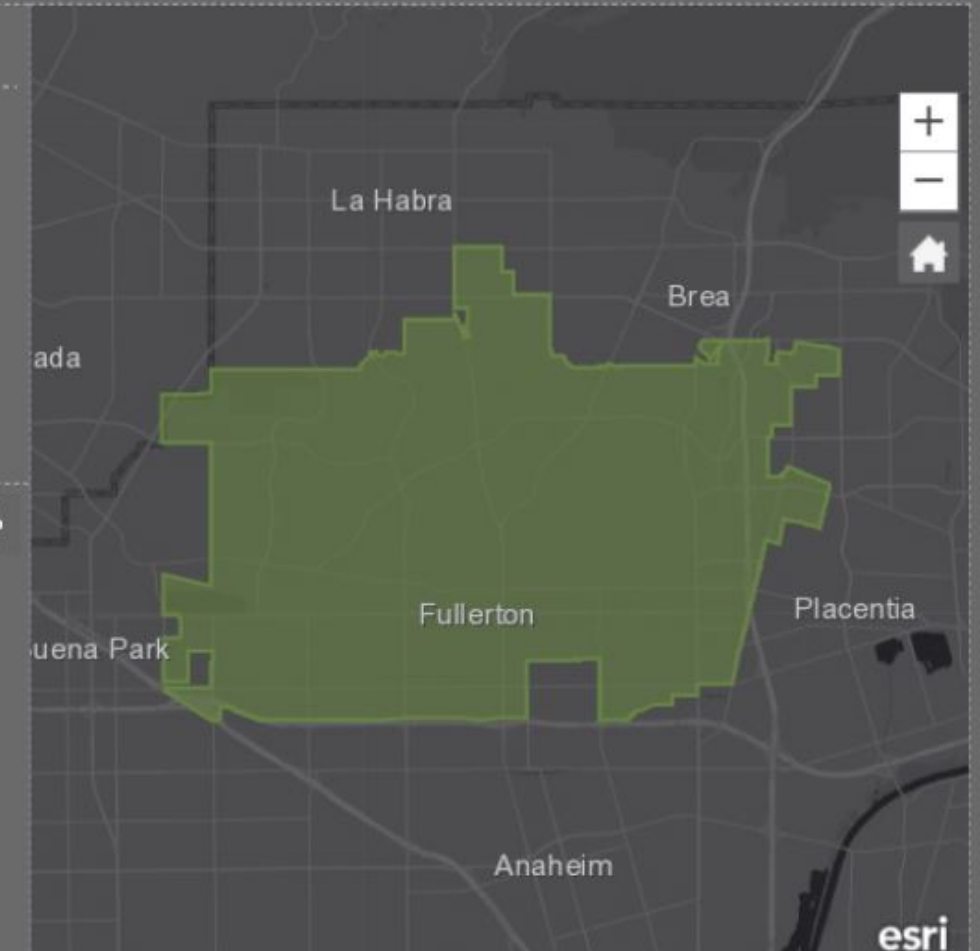 +
−
La Habra
Brea
ada
Fullerton
Placentia
uena Park
Anaheim
esri